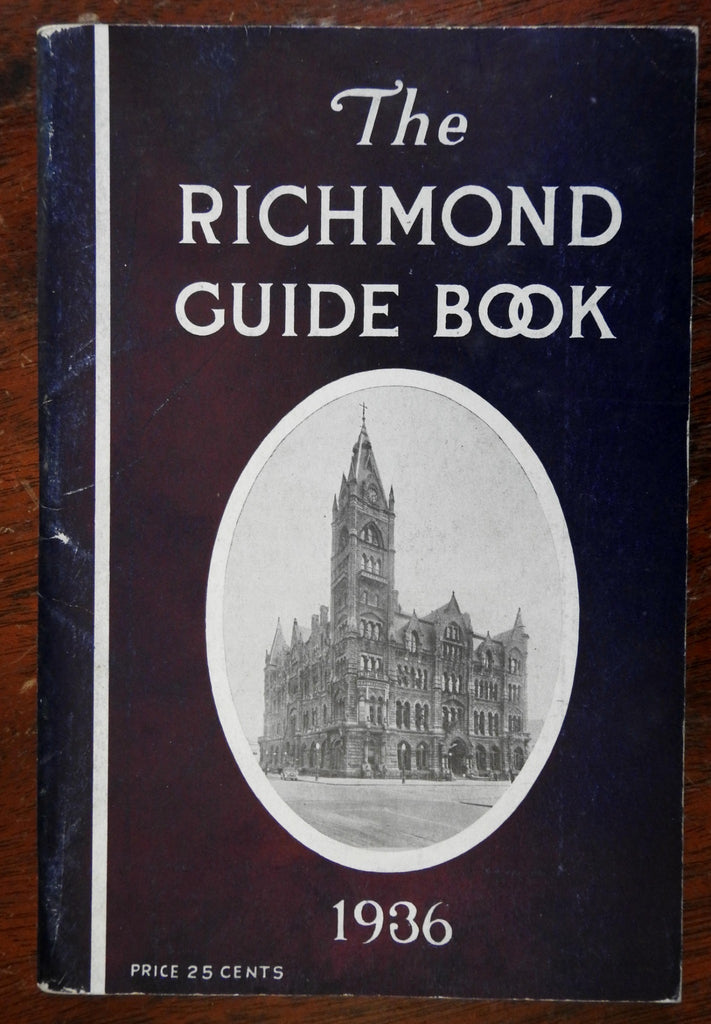 The
RICHMOND
GUIDE BOOK
1936
PRICE 25 CENTS